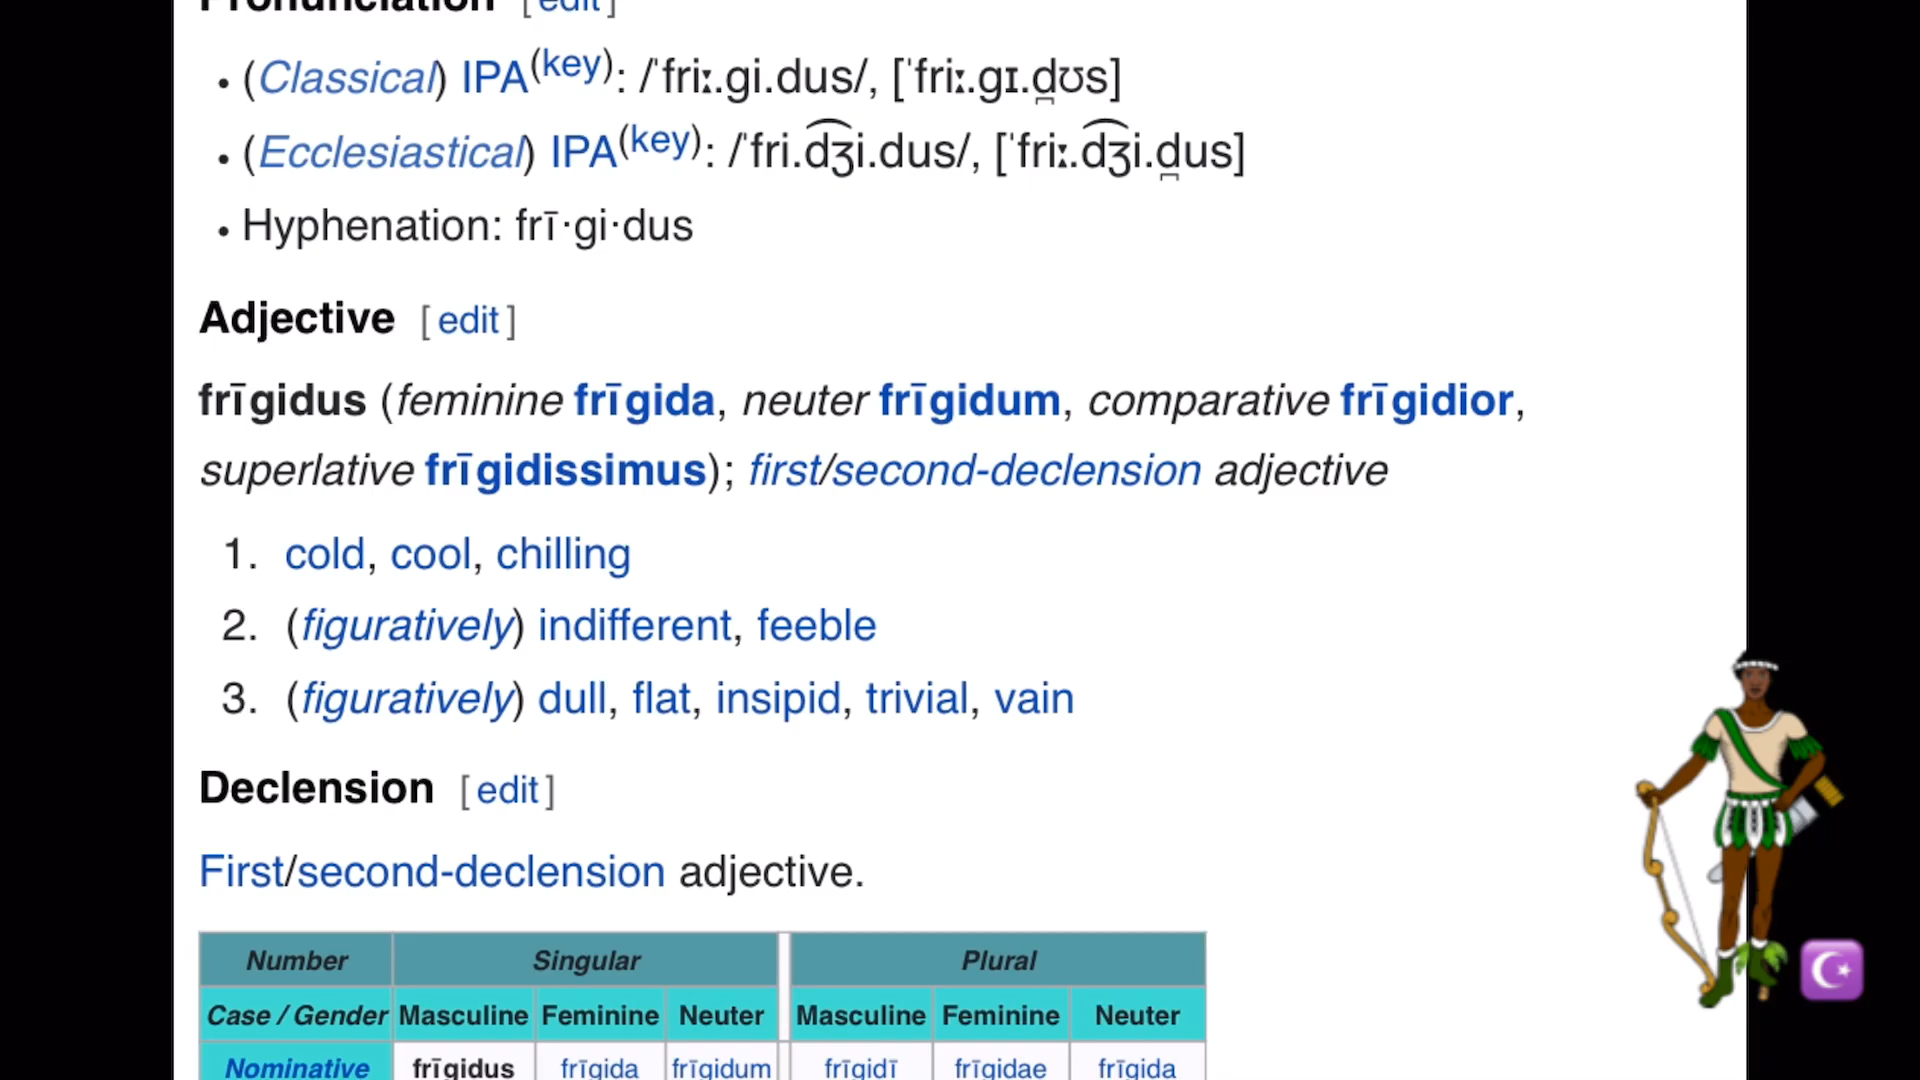 Pronunciation [edit]
• (Classical) IPA(key): /ˈfriː.ɡi.dus/, [ˈfriː.ɡɪ.d̪ʊs]
• (Ecclesiastical) IPA(key): /ˈfri.d͡ʒi.dus/, [ˈfriː.d͡ʒi.d̪us]
• Hyphenation: frī·gi·dus
Adjective [edit]
frīgidus (feminine frīgida, neuter frīgidum, comparative frīgidior,
superlative frīgidissimus); first/second-declension adjective
1. cold, cool, chilling
2. (figuratively) indifferent, feeble
3. (figuratively) dull, flat, insipid, trivial, vain
Declension [edit]
First/second-declension adjective.
Number Singular Plural
Case / Gender Masculine Feminine Neuter Masculine Feminine Neuter
Nominative frīgidus frīgida frīgidum frīgidī frīgidae frīgida